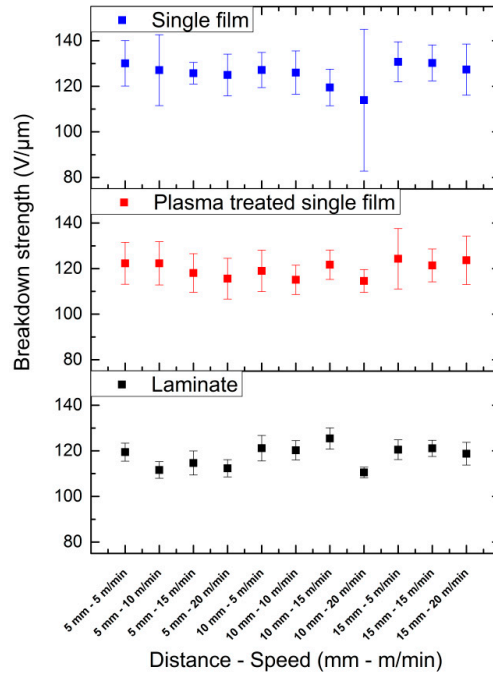 Single film
140
120
100
80
Plasma treated single film
140
120
100
80
Laminate
140
120
100
80
Breakdown strength (V/µm)
5 mm - 5 m/min
5 mm - 10 m/min
5 mm - 15 m/min
5 mm - 20 m/min
10 mm - 5 m/min
10 mm - 10 m/min
10 mm - 15 m/min
10 mm - 20 m/min
15 mm - 5 m/min
15 mm - 15 m/min
15 mm - 20 m/min
Distance - Speed (mm - m/min)